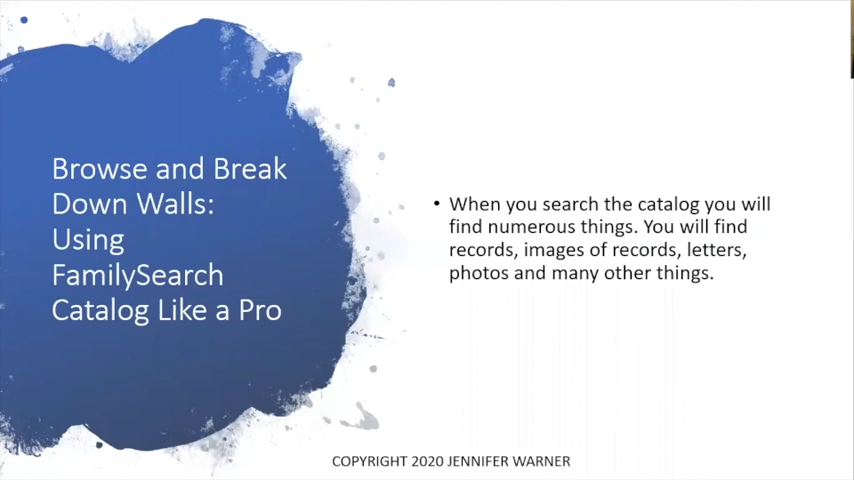 Browse and Break
Down Walls:
Using
FamilySearch
Catalog Like a Pro
• When you search the catalog you will
find numerous things. You will find
records, images of records, letters,
photos and many other things.
COPYRIGHT 2020 JENNIFER WARNER